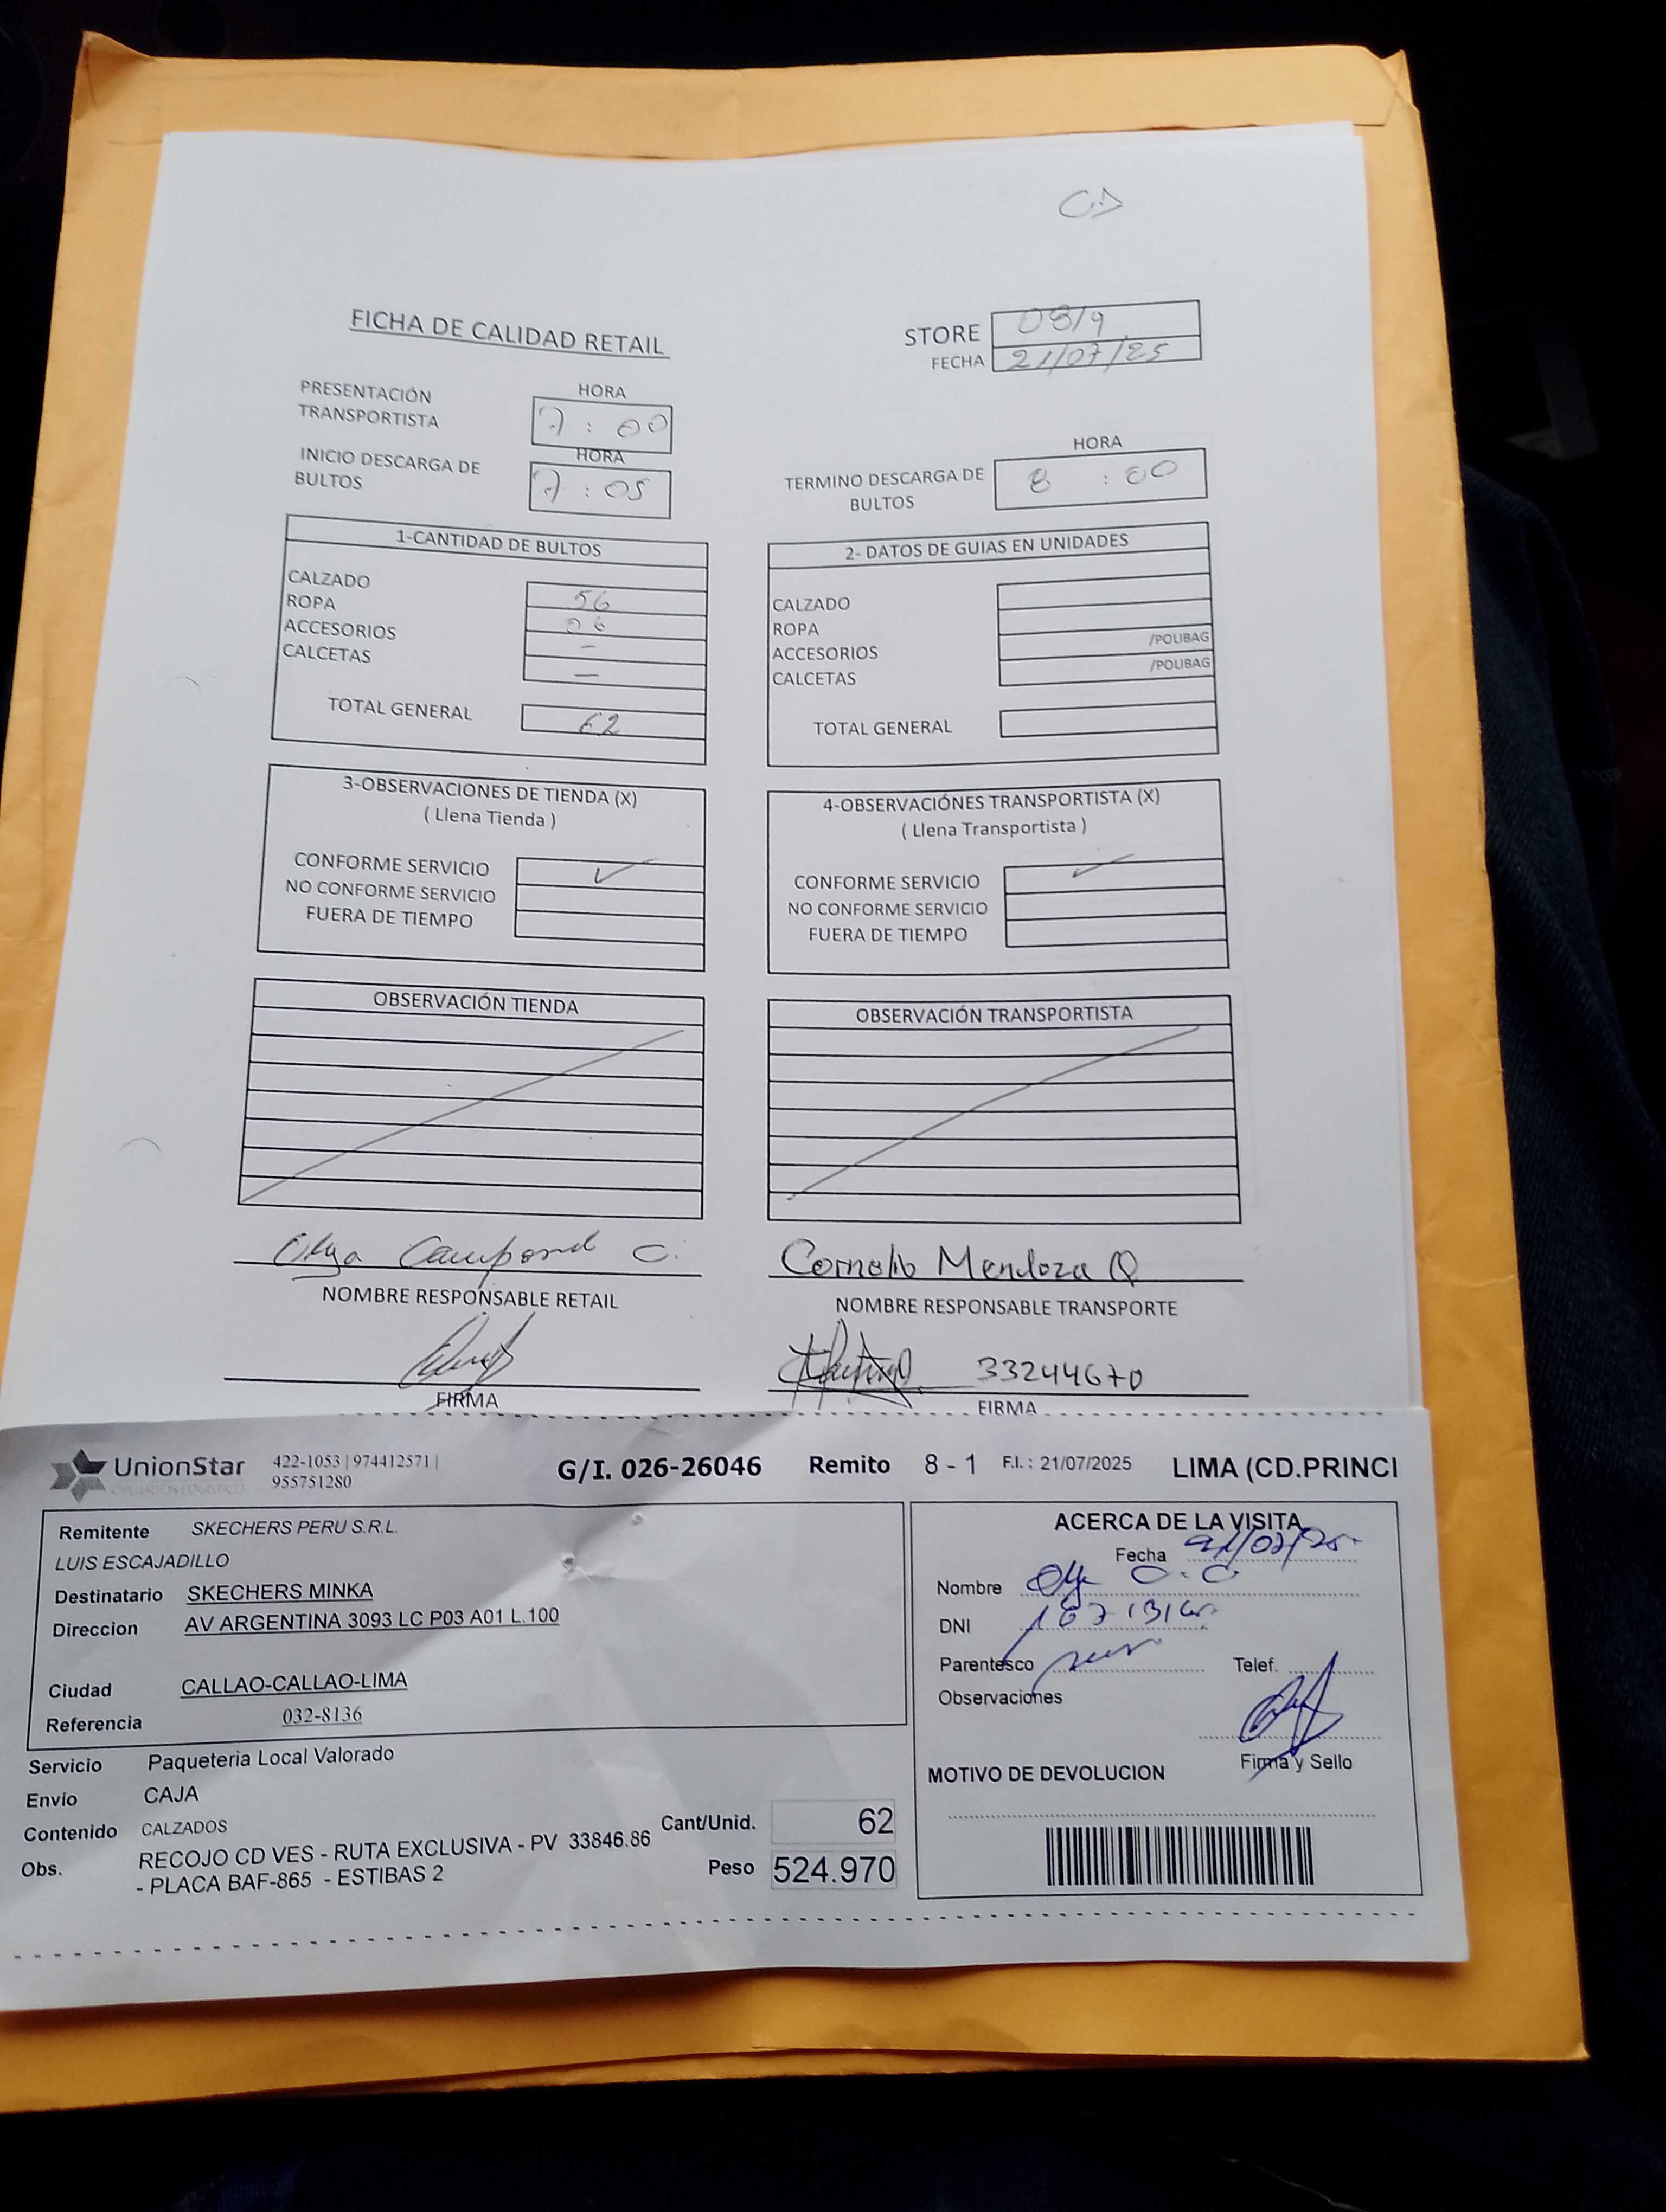 FICHA DE CALIDAD RETAIL
STORE
FECHA 21/07/25
PRESENTACIÓN TRANSPORTISTA
HORA
7 : 00
INICIO DESCARGA DE BULTOS
HORA
7 : 05
TERMINO DESCARGA DE BULTOS
HORA
8 : 00
1-CANTIDAD DE BULTOS
CALZADO 56
ROPA 06
ACCESORIOS –
CALCETAS –
TOTAL GENERAL 62
2- DATOS DE GUIAS EN UNIDADES
CALZADO
ROPA
ACCESORIOS /POLIBAG
CALCETAS /POLIBAG
TOTAL GENERAL
3-OBSERVACIONES DE TIENDA (X)
( Llena Tienda )
CONFORME SERVICIO ✓
NO CONFORME SERVICIO
FUERA DE TIEMPO
4-OBSERVACIÓNES TRANSPORTISTA (X)
( Llena Transportista )
CONFORME SERVICIO ✓
NO CONFORME SERVICIO
FUERA DE TIEMPO
OBSERVACIÓN TIENDA
OBSERVACIÓN TRANSPORTISTA
Olga C.
NOMBRE RESPONSABLE RETAIL
FIRMA
Cornelio Mendoza Q
NOMBRE RESPONSABLE TRANSPORTE
33244670
FIRMA
UnionStar
OPERADOR LOGISTICO
422-1053 | 974412571 |
955751280
G/I. 026-26046 Remito 8 - 1 F.I. : 21/07/2025 LIMA (CD.PRINCI
Remitente SKECHERS PERU S.R.L.
LUIS ESCAJADILLO
Destinatario SKECHERS MINKA
Direccion AV ARGENTINA 3093 LC P03 A01 L.100
Ciudad CALLAO-CALLAO-LIMA
Referencia 032-8136
Servicio Paqueteria Local Valorado
Envio CAJA
Contenido CALZADOS
Obs. RECOJO CD VES - RUTA EXCLUSIVA - PV 33846.86
- PLACA BAF-865 - ESTIBAS 2
Cant/Unid. 62
Peso 524.970
ACERCA DE LA VISITA
Fecha
Nombre
DNI
Parentesco
Telef.
Observaciones
Firma y Sello
MOTIVO DE DEVOLUCION